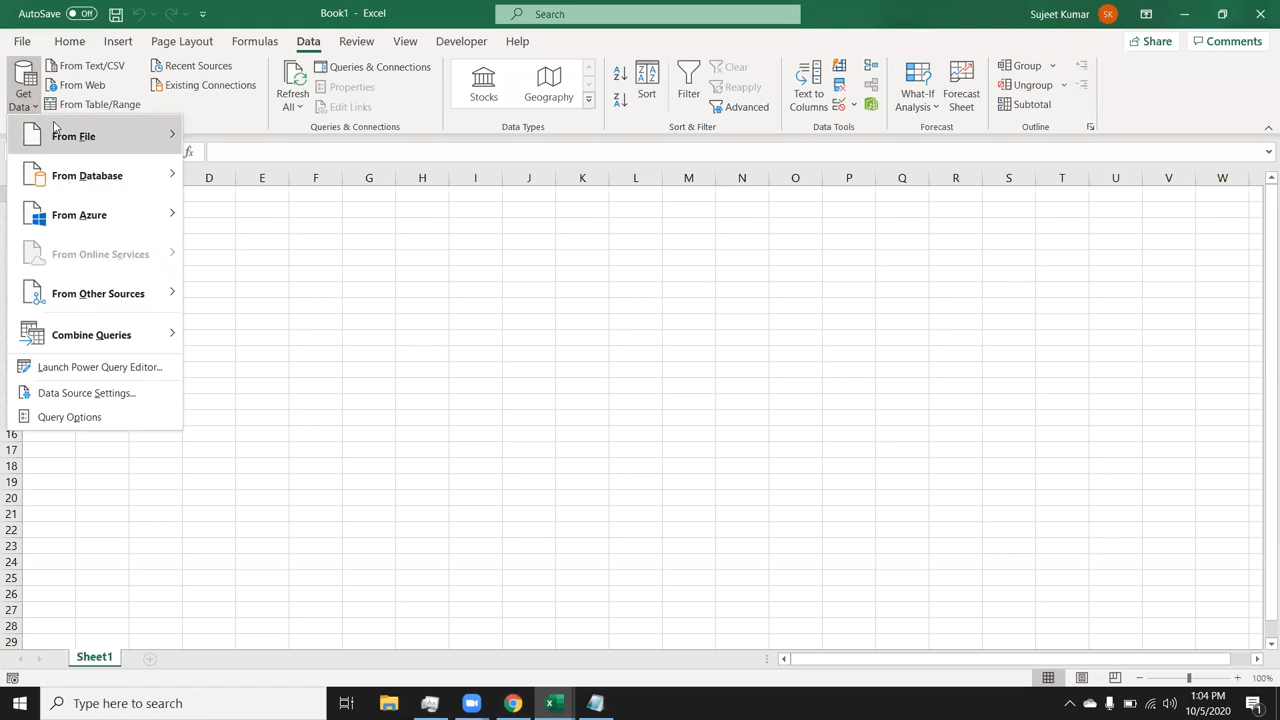 AutoSave Off Book1 - Excel Search Sujeet Kumar SK
File Home Insert Page Layout Formulas Data Review View Developer Help Share Comments
Get Data
From Text/CSV
From Web
From Table/Range
Recent Sources
Existing Connections
Refresh All
Queries & Connections
Properties
Edit Links
Queries & Connections
Stocks Geography
Data Types
Sort
Filter
Clear
Reapply
Advanced
Sort & Filter
Text to Columns
Data Tools
What-If Analysis
Forecast Sheet
Forecast
Group
Ungroup
Subtotal
Outline
From File
From Database
From Azure
From Online Services
From Other Sources
Combine Queries
Launch Power Query Editor...
Data Source Settings...
Query Options
fx
D E F G H I J K L M N O P Q R S T U V W
16
17
18
19
20
21
22
23
24
25
26
27
28
29
Sheet1
100%
Type here to search
1:04 PM
10/5/2020